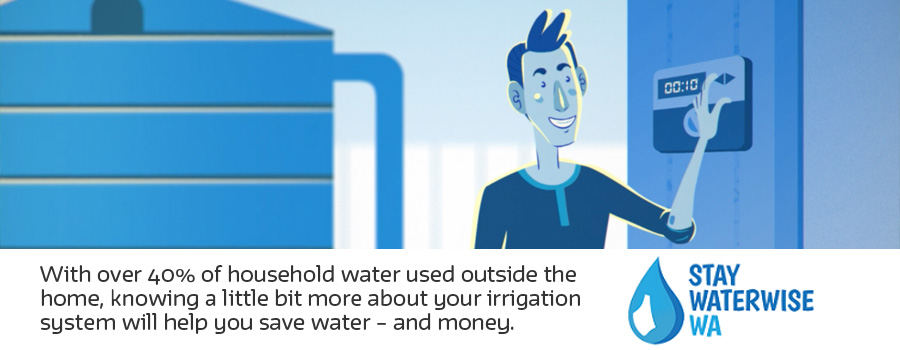 00:10
With over 40% of household water used outside the
home, knowing a little bit more about your irrigation
system will help you save water - and money.
STAY
WATERWISE
WA